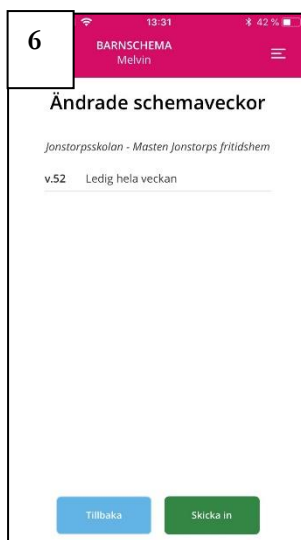 6
13:31
42 %
BARNSCHEMA
Melvin
Ändrade schemaveckor
Jonstorpsskolan - Masten Jonstorps fritidshem
v.52 Ledig hela veckan
Tillbaka
Skicka in